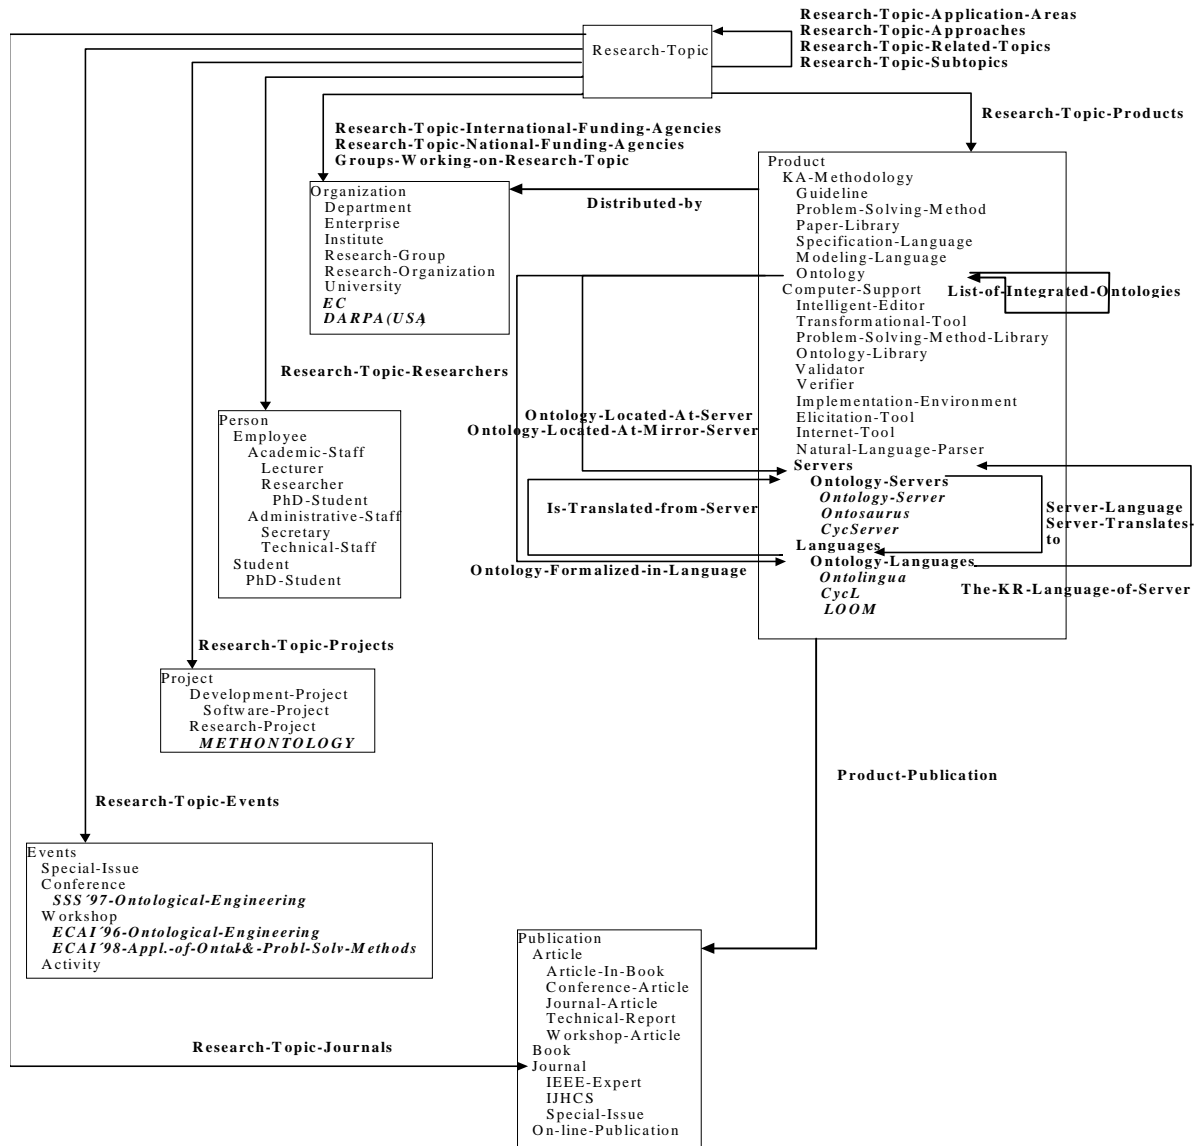 Research-Topic-Application-Areas
Research-Topic-Approaches
Research-Topic-Related-Topics
Research-Topic-Subtopics
Research-Topic
Research-Topic-Products
Research-Topic-International-Funding-Agencies
Research-Topic-National-Funding-Agencies
Groups-Working-on-Research-Topic
Organization
Department
Enterprise
Institute
Research-Group
Research-Organization
University
EC
DARPA(USA)
Distributed-by
Product
KA-Methodology
Guideline
Problem-Solving-Method
Paper-Library
Specification-Language
Modeling-Language
Ontology
Computer-Support
Intelligent-Editor
Transformational-Tool
Problem-Solving-Method-Library
Ontology-Library
Validator
Verifier
Implementation-Environment
Elicitation-Tool
Internet-Tool
Natural-Language-Parser
Servers
Ontology-Servers
Ontology-Server
Ontosaurus
CycServer
Languages
Ontology-Languages
Ontolingua
CycL
LOOM
List-of-Integrated-Ontologies
Research-Topic-Researchers
Ontology-Located-At-Server
Ontology-Located-At-Mirror-Server
Is-Translated-from-Server
Server-Language
Server-Translates-
to
Ontology-Formalized-in-Language
The-KR-Language-of-Server
Person
Employee
Academic-Staff
Lecturer
Researcher
PhD-Student
Administrative-Staff
Secretary
Technical-Staff
Student
PhD-Student
Research-Topic-Projects
Project
Development-Project
Software-Project
Research-Project
METHONTOLOGY
Product-Publication
Research-Topic-Events
Events
Special-Issue
Conference
SSS´97-Ontological-Engineering
Workshop
ECAI´96-Ontological-Engineering
ECAI´98-Appl.-of-Ontol.&-Probl-Solv-Methods
Activity
Publication
Article
Article-In-Book
Conference-Article
Journal-Article
Technical-Report
Workshop-Article
Book
Journal
IEEE-Expert
IJHCS
Special-Issue
On-line-Publication
Research-Topic-Journals